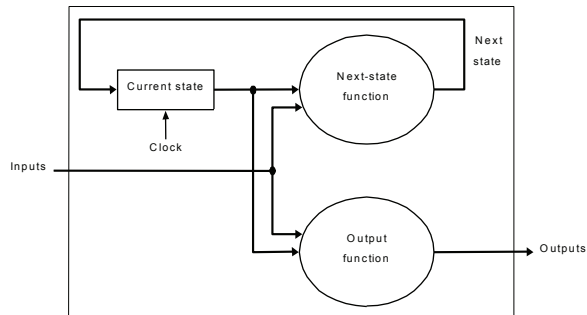 Next
state
Next-state
function
Current state
Clock
Inputs
Output
function
Outputs